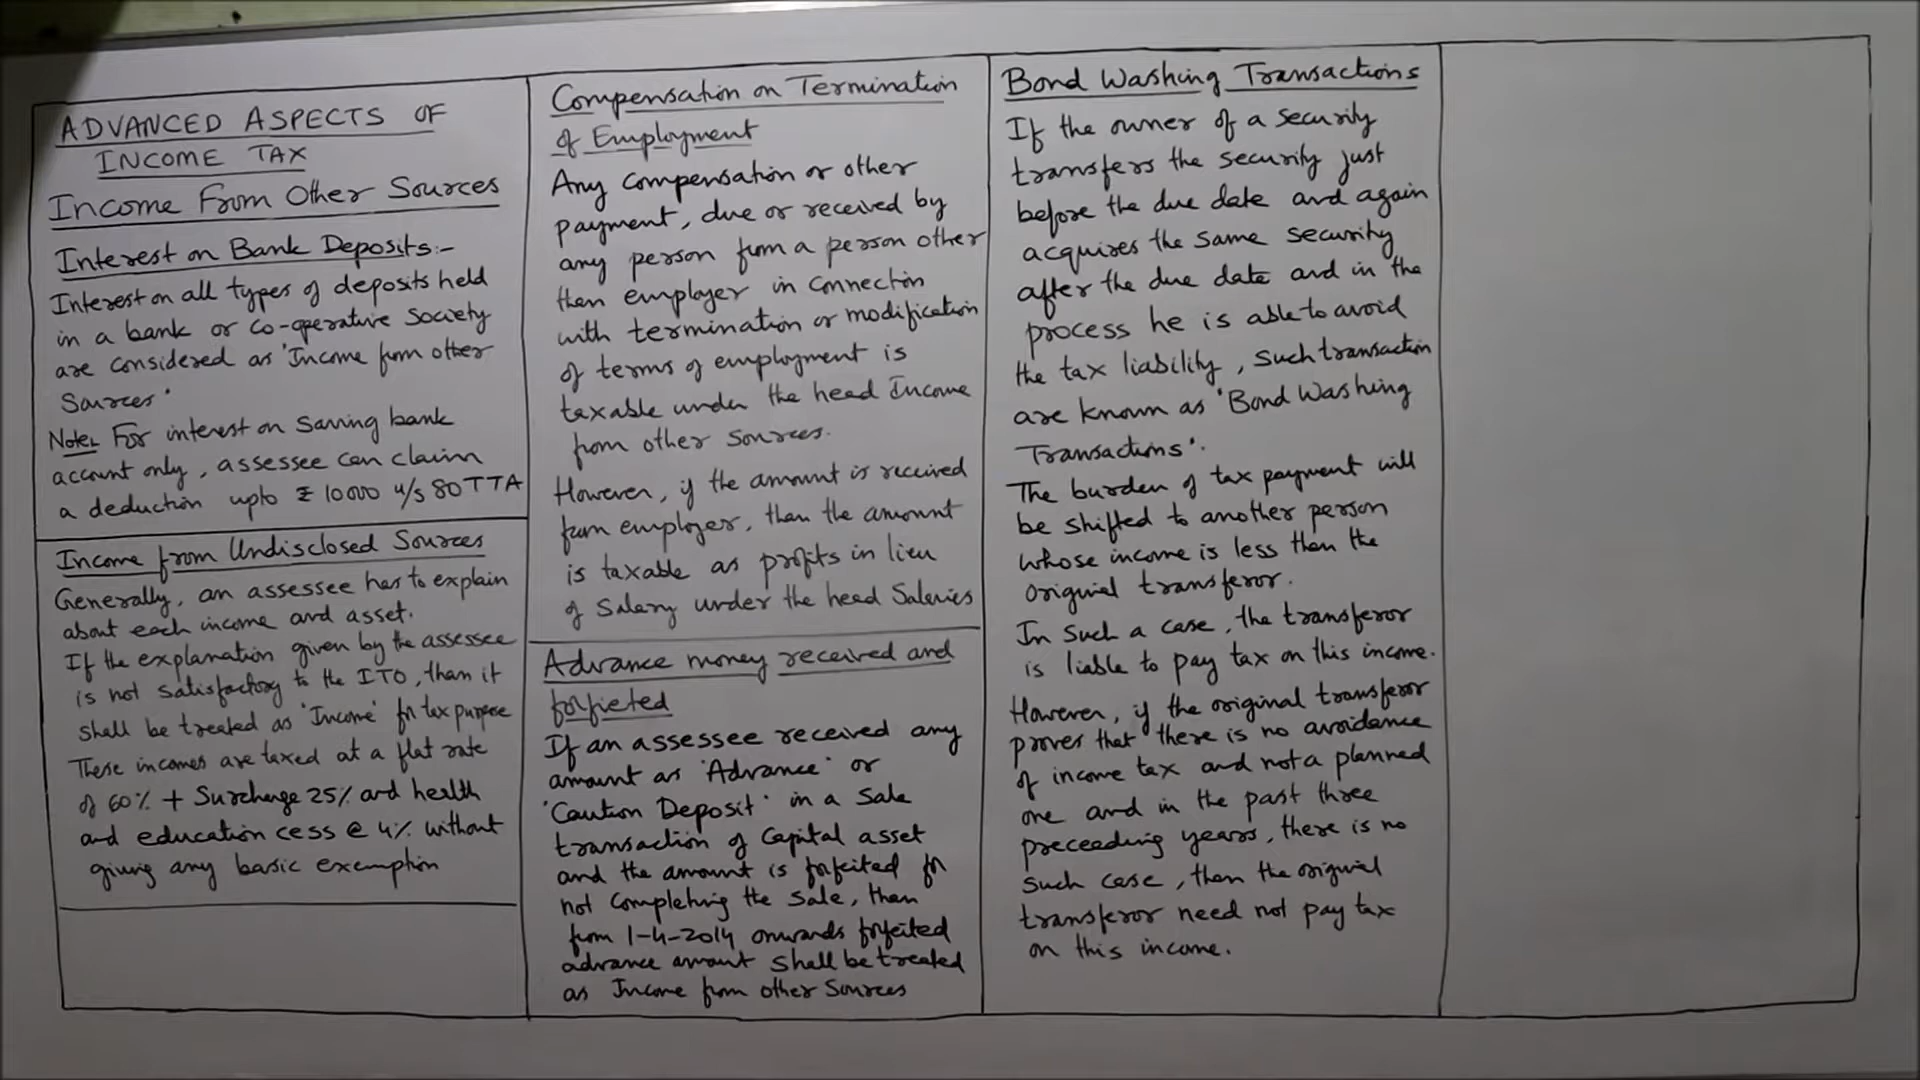 ADVANCED ASPECTS OF
INCOME TAX
Income From Other Sources
Interest on Bank Deposits:-
Interest on all types of deposits held
in a bank or Co-operative Society
are considered as 'Income from other
Sources'
Note:- For interest on Saving bank
account only, assessee can claim
a deduction upto ₹ 10000 u/s 80TTA
Income from Undisclosed Sources
Generally, an assessee has to explain
about each income and asset.
If the explanation given by the assessee
is not satisfactory to the ITO, than it
shall be treated as 'Income' for tax purpose
These incomes are taxed at a flat rate
of 60% + Surcharge 25% and health
and education cess @ 4% without
giving any basic exemption
Compensation on Termination
of Employment
Any compensation or other
payment, due or received by
any person from a person other
than employer in connection
with termination or modification
of terms of employment is
taxable under the head Income
from other sources.
However, if the amount is received
from employer, than the amount
is taxable as profits in lieu
of Salary under the head Salaries
Advance money received and
forfieted
If an assessee received any
amount as 'Advance' or
'Caution Deposit' in a Sale
transaction of Capital asset
and the amount is forfeited for
not completing the sale, then
from 1-4-2014 onwards forfeited
advance amount shall be treated
as Income from other Sources
Bond Washing Transactions
If the owner of a security
transfers the security just
before the due date and again
acquires the same security
after the due date and in the
process he is able to avoid
the tax liability, such transaction
are known as 'Bond Washing
Transactions'.
The burden of tax payment will
be shifted to another person
whose income is less than the
original transferor.
In such a case, the transferor
is liable to pay tax on this income.
However, if the original transferor
proves that there is no avoidance
of income tax and not a planned
one and in the past three
preceeding years, there is no
such case, then the original
transferor need not pay tax
on this income.